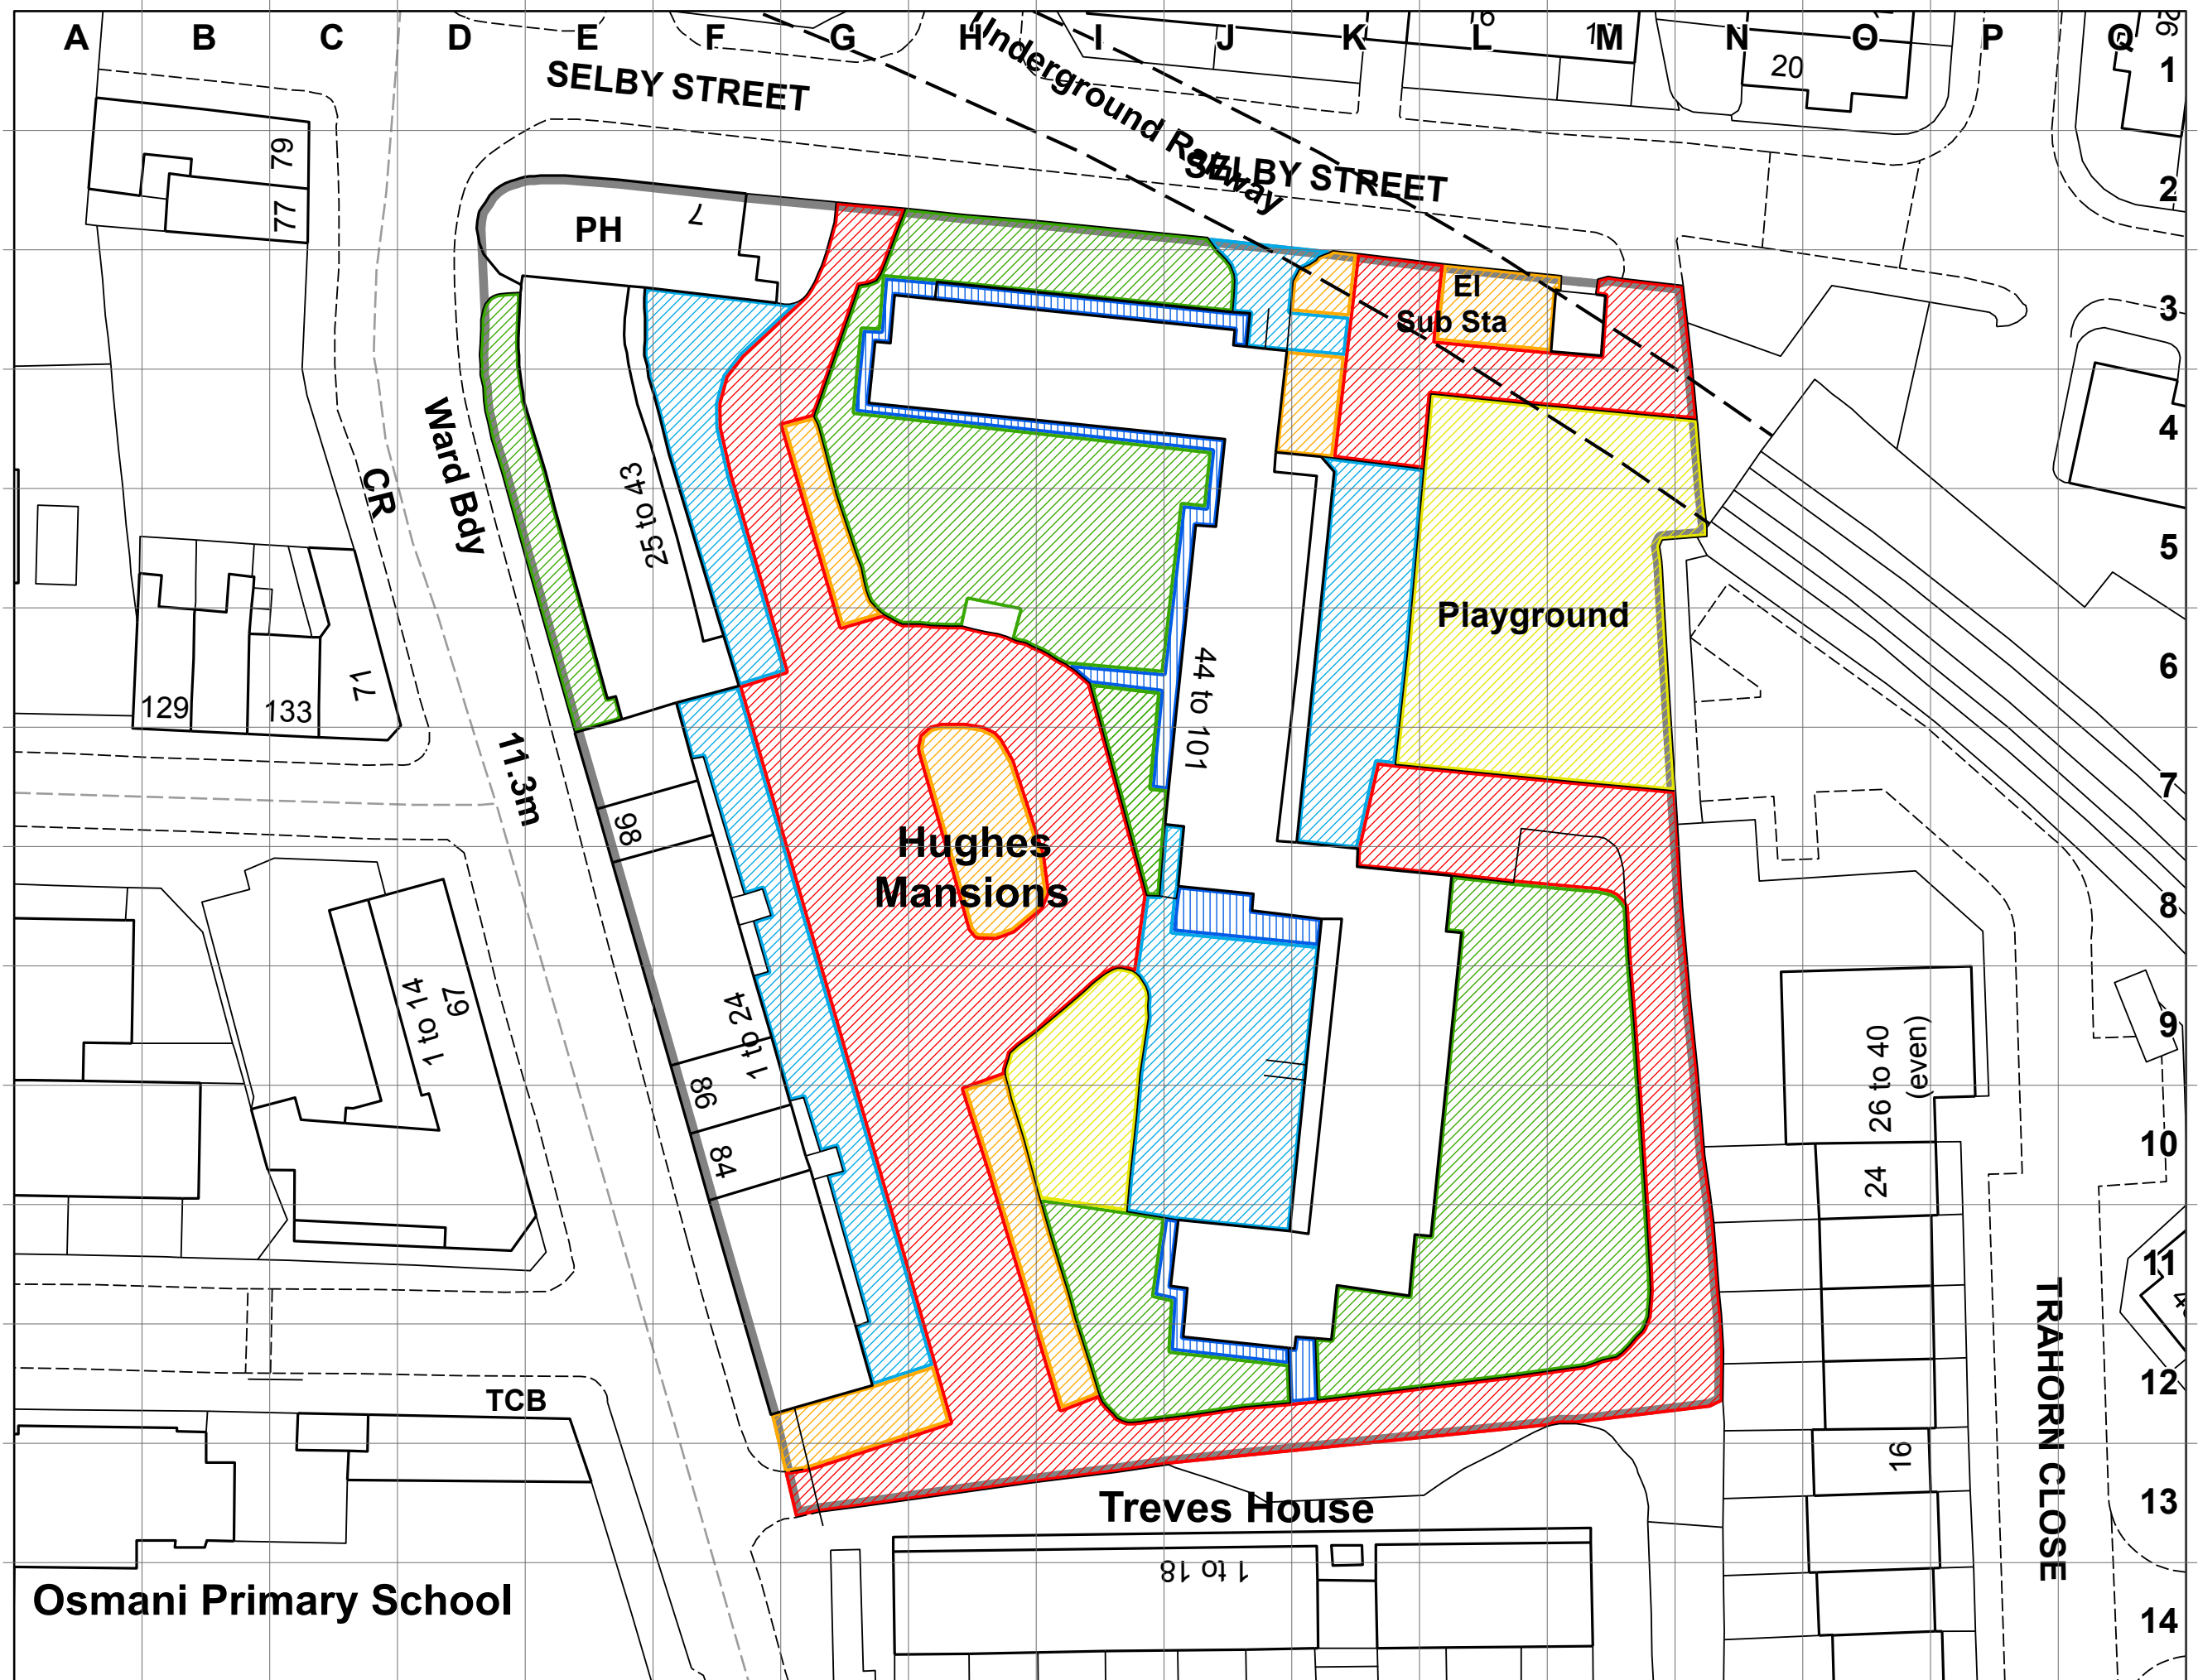 A B C D E F G H I J K L M N O P Q
1
2
3
4
5
6
7
8
9
10
11
12
13
14
SELBY STREET
Underground Railway
SELBY STREET
20
26
79
77
PH
7
El
Sub Sta
CR
Ward Bdy
25 to 43
Playground
129
133
71
44 to 101
11.3m
86
Hughes
Mansions
67
1 to 14
1 to 24
98
84
26 to 40
(even)
24
TCB
16
TRAHORN CLOSE
Treves House
1 to 18
Osmani Primary School